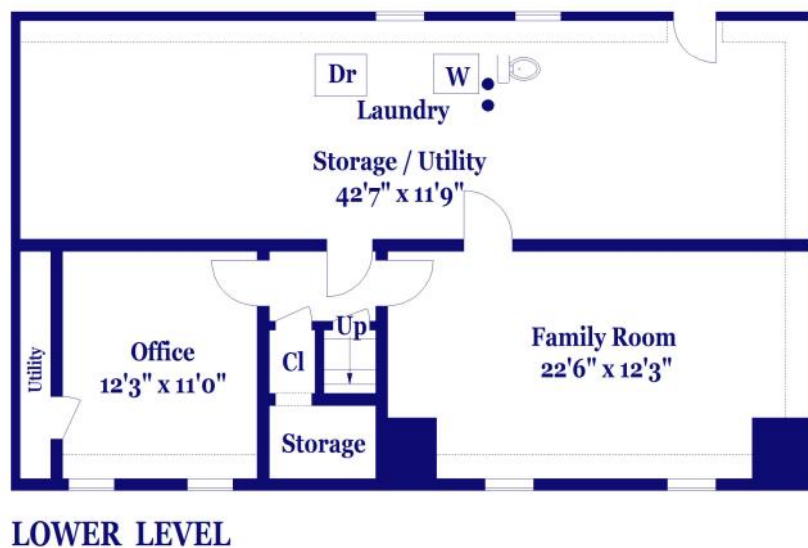 Dr
W
Laundry
Storage / Utility
42'7" x 11'9"
Up
Family Room
22'6" x 12'3"
Office
12'3" x 11'0"
Utility
Cl
Storage
LOWER LEVEL